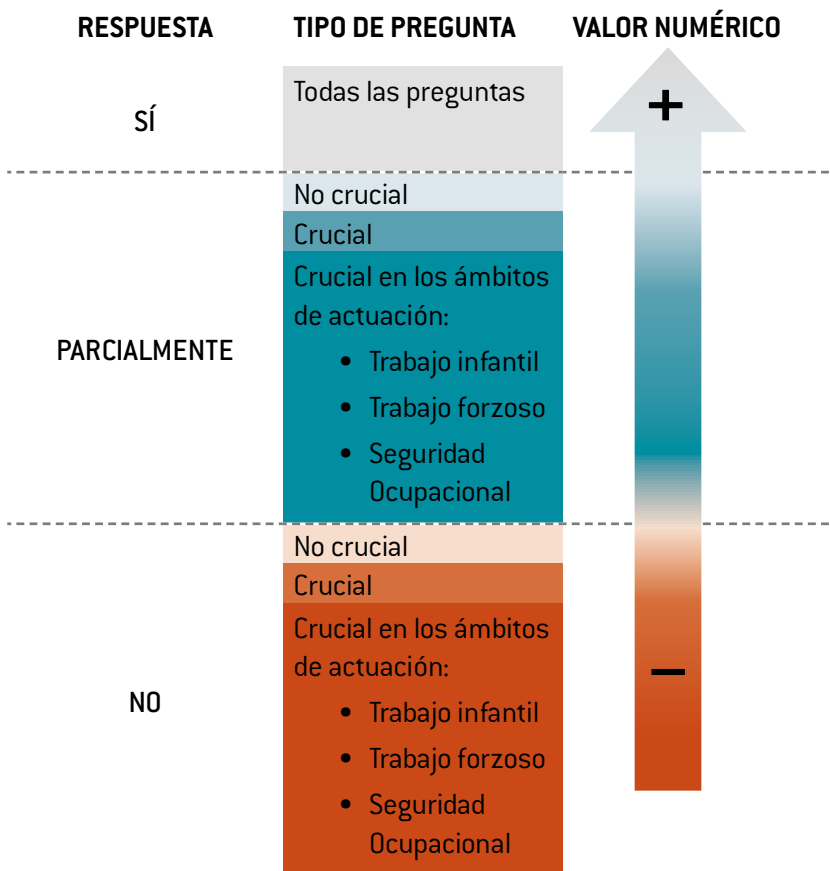 RESPUESTA TIPO DE PREGUNTA VALOR NUMÉRICO
SÍ
Todas las preguntas
+
PARCIALMENTE
No crucial
Crucial
Crucial en los ámbitos
de actuación:
• Trabajo infantil
• Trabajo forzoso
• Seguridad
Ocupacional
NO
No crucial
Crucial
Crucial en los ámbitos
de actuación:
• Trabajo infantil
• Trabajo forzoso
• Seguridad
Ocupacional
–